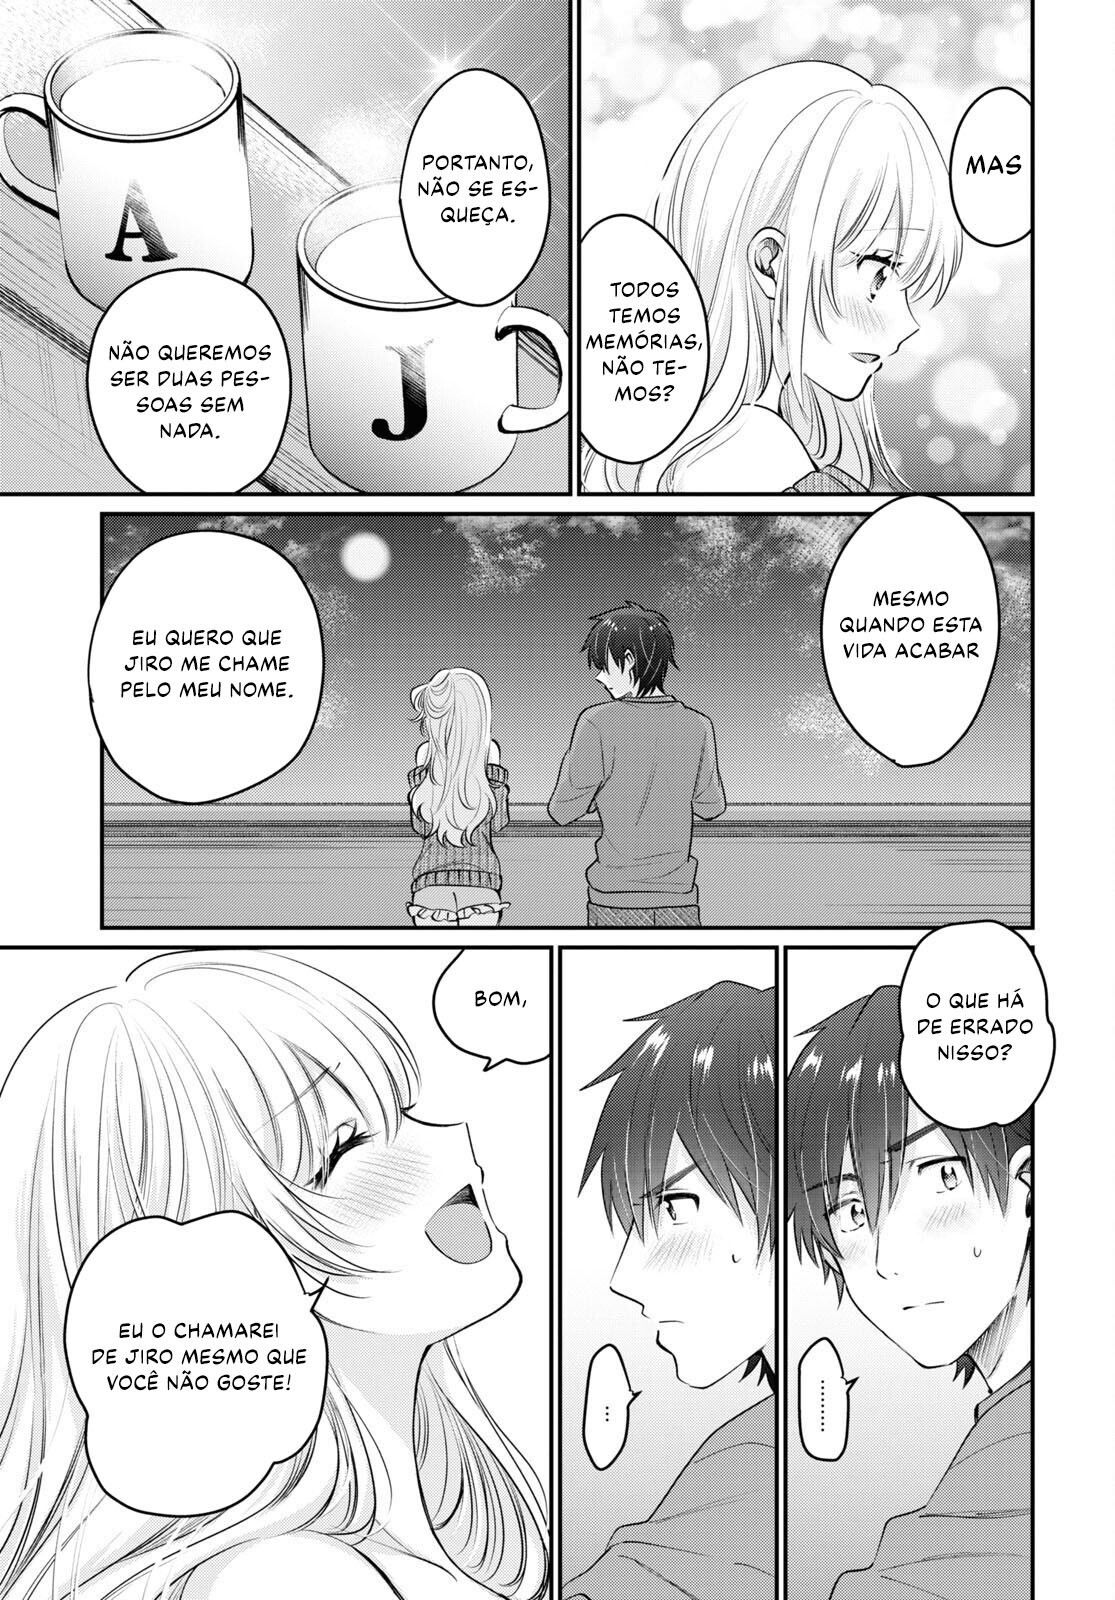 MAS
TODOS
TEMOS
MEMÓRIAS,
NÃO TE-
MOS?
PORTANTO,
NÃO SE ES-
QUEÇA.
A
J
NÃO QUEREMOS
SER DUAS PES-
SOAS SEM
NADA.
MESMO
QUANDO ESTA
VIDA ACABAR
EU QUERO QUE
JIRO ME CHAME
PELO MEU NOME.
O QUE HÁ
DE ERRADO
NISSO?
........
...
BOM,
EU O CHAMAREI
DE JIRO MESMO QUE
VOCÊ NÃO GOSTE!